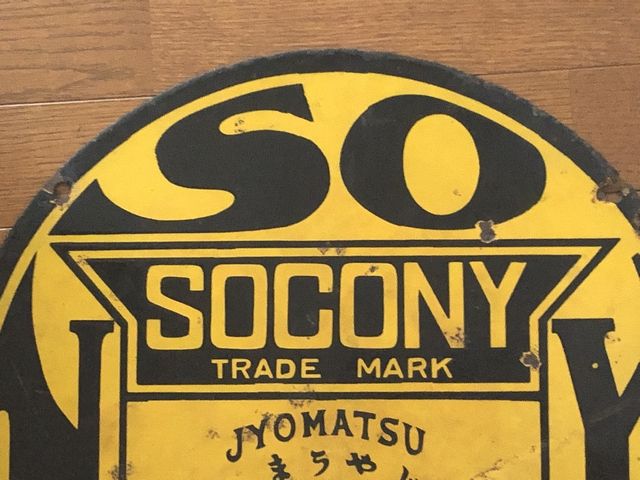 SO
SOCONY
TRADE MARK
N
Y
JYOMATSU